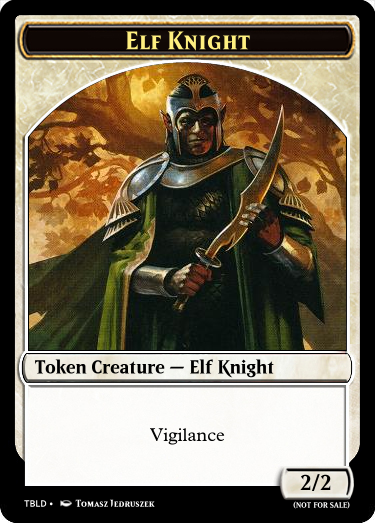 Elf Knight
Token Creature — Elf Knight
Vigilance
2/2
TBLD • Tomasz Jedruszek
(NOT FOR SALE)